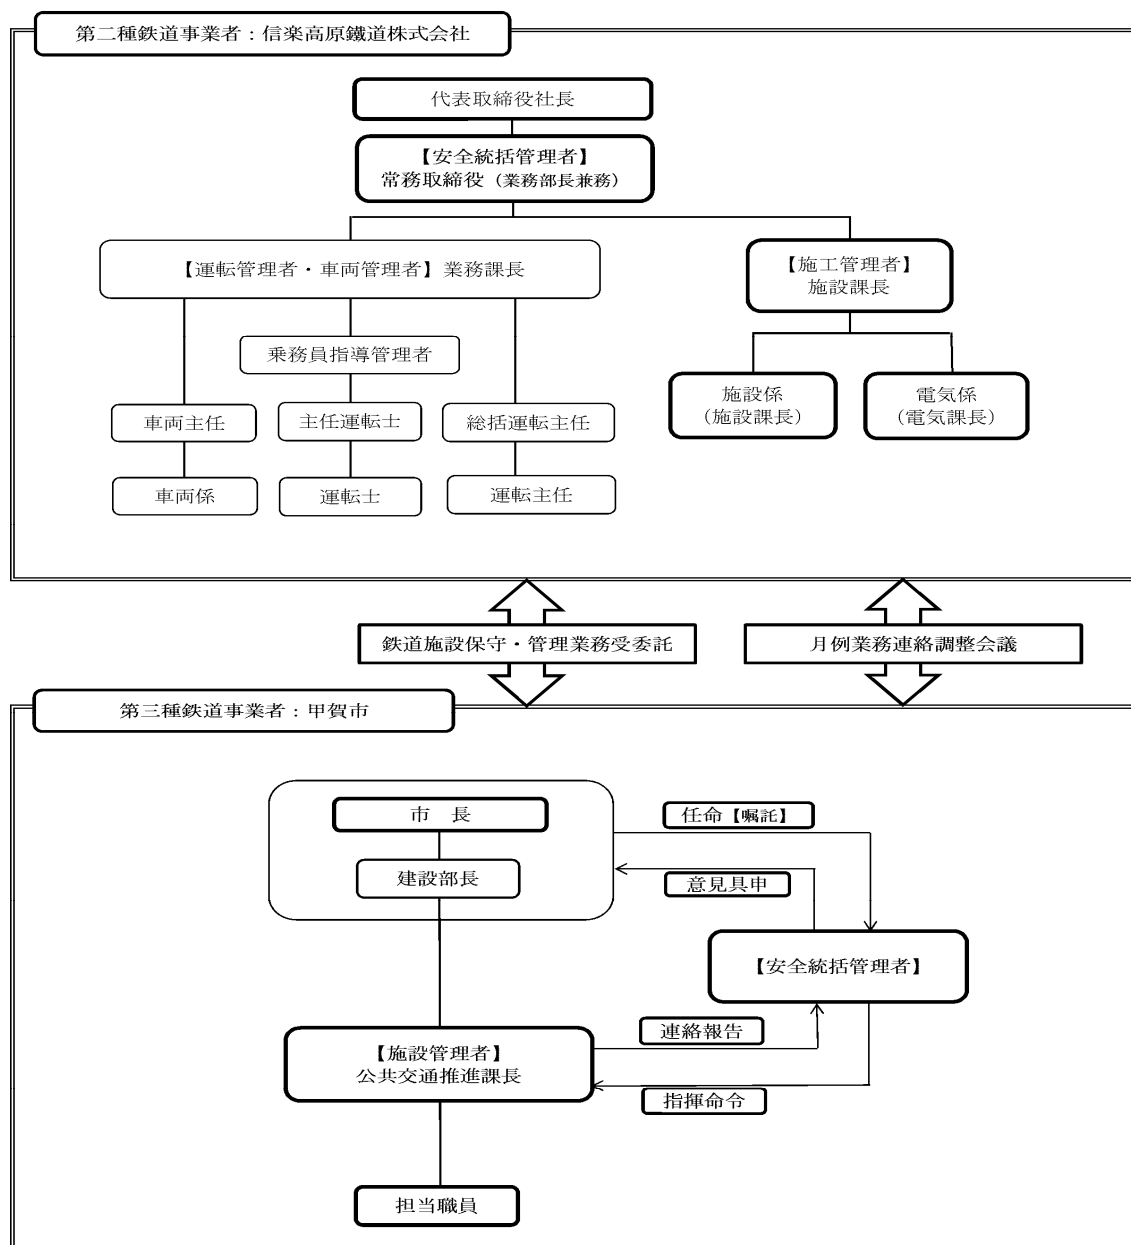 第二種鉄道事業者：信楽高原鐵道株式会社
代表取締役社長
【安全統括管理者】
常務取締役（業務部長兼務）
【運転管理者・車両管理者】業務課長
【施工管理者】
施設課長
乗務員指導管理者
施設係
（施設課長）
電気係
（電気課長）
車両主任
主任運転士
総括運転主任
車両係
運転士
運転主任
鉄道施設保守・管理業務受委託
月例業務連絡調整会議
第三種鉄道事業者：甲賀市
市　長
任命【嘱託】
建設部長
意見具申
【安全統括管理者】
連絡報告
【施設管理者】
公共交通推進課長
指揮命令
担当職員